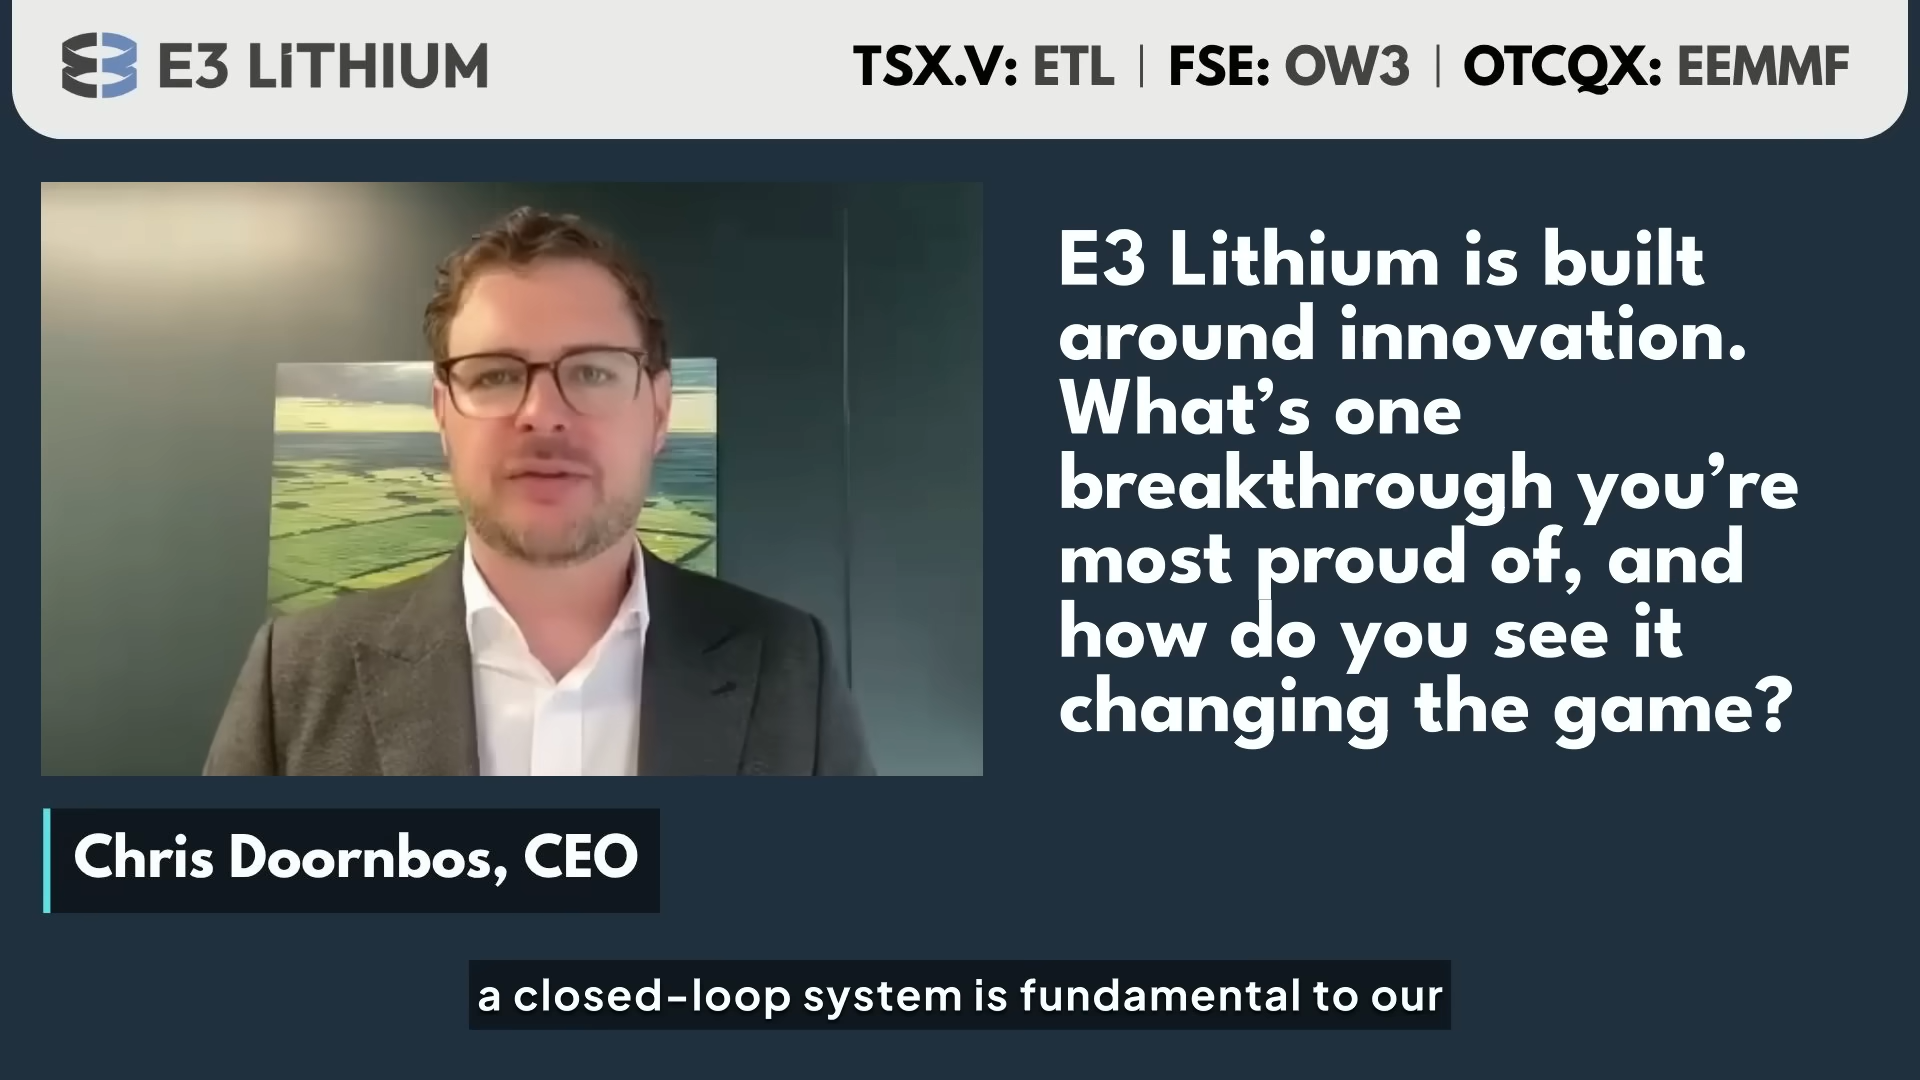 E3 LiTHIUM
TSX.V: ETL | FSE: OW3 | OTCQX: EEMMF
E3 Lithium is built
around innovation.
What’s one
breakthrough you’re
most proud of, and
how do you see it
changing the game?
Chris Doornbos, CEO
a closed-loop system is fundamental to our